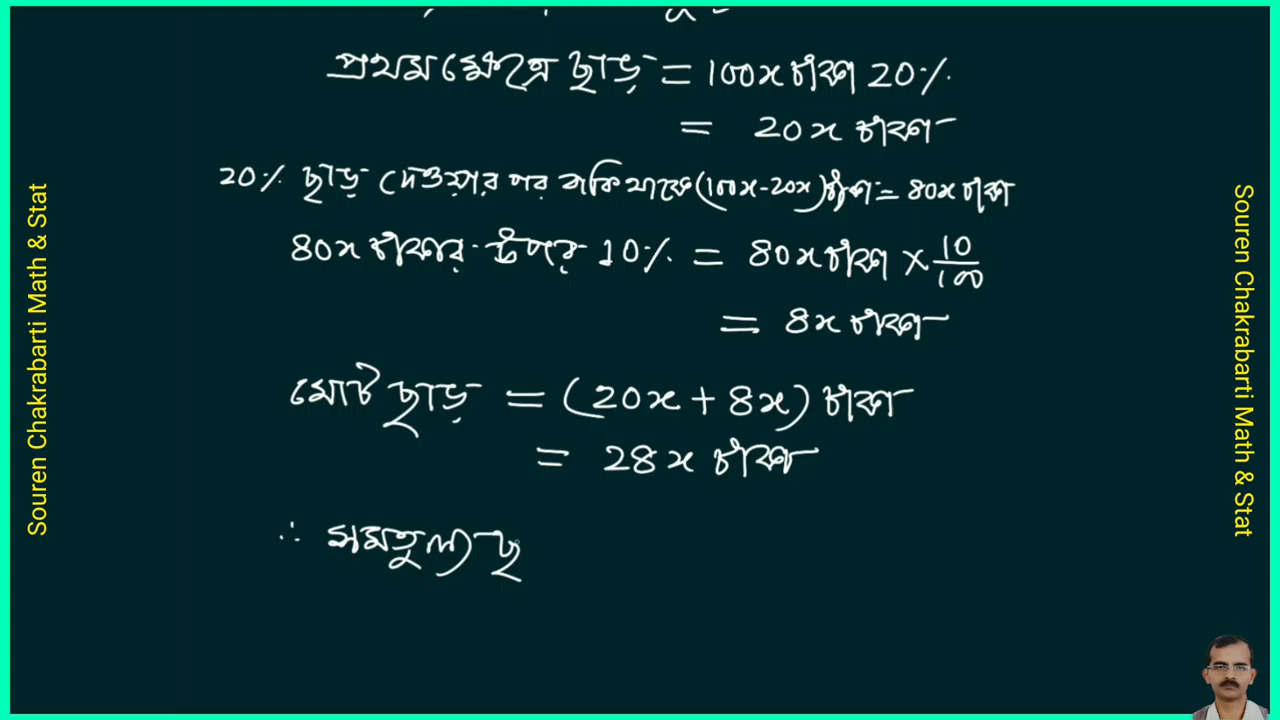 প্রথম ক্ষেত্রে ছাড় = 100x টাকার 20%
= 20x টাকা
20% ছাড় দেওয়ার পর বাকি থাকে (100x-20x) টাকা = 80x টাকা
80x টাকার উপরে 10% = 80x টাকা × 10/100
= 8x টাকা
মোট ছাড় = (20x + 8x) টাকা
= 28x টাকা
∴ সমতুল্য ছ
Souren Chakrabarti Math & Stat
Souren Chakrabarti Math & Stat